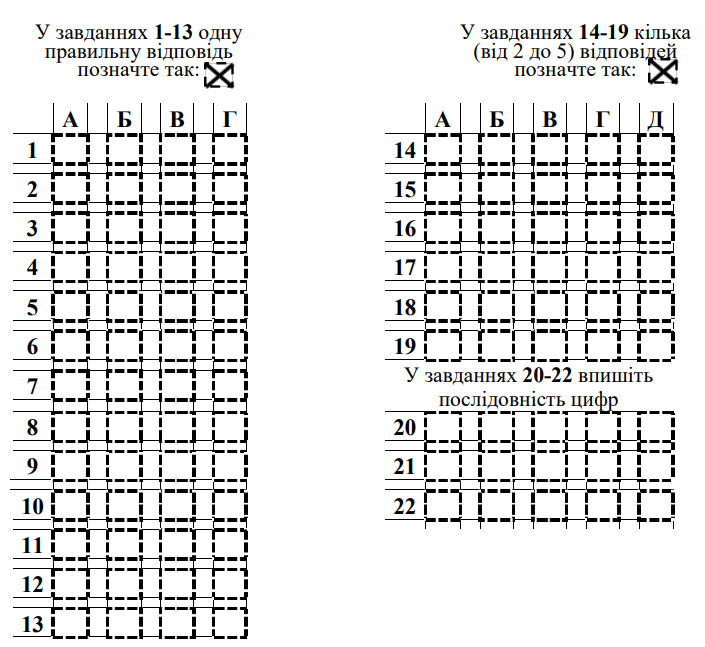 У завданнях 1-13 одну
правильну відповідь
позначте так:
А Б В Г
1
2
3
4
5
6
7
8
9
10
11
12
13
У завданнях 14-19 кілька
(від 2 до 5) відповідей
позначте так:
А Б В Г Д
14
15
16
17
18
19
У завданнях 20-22 впишіть
послідовність цифр
20
21
22